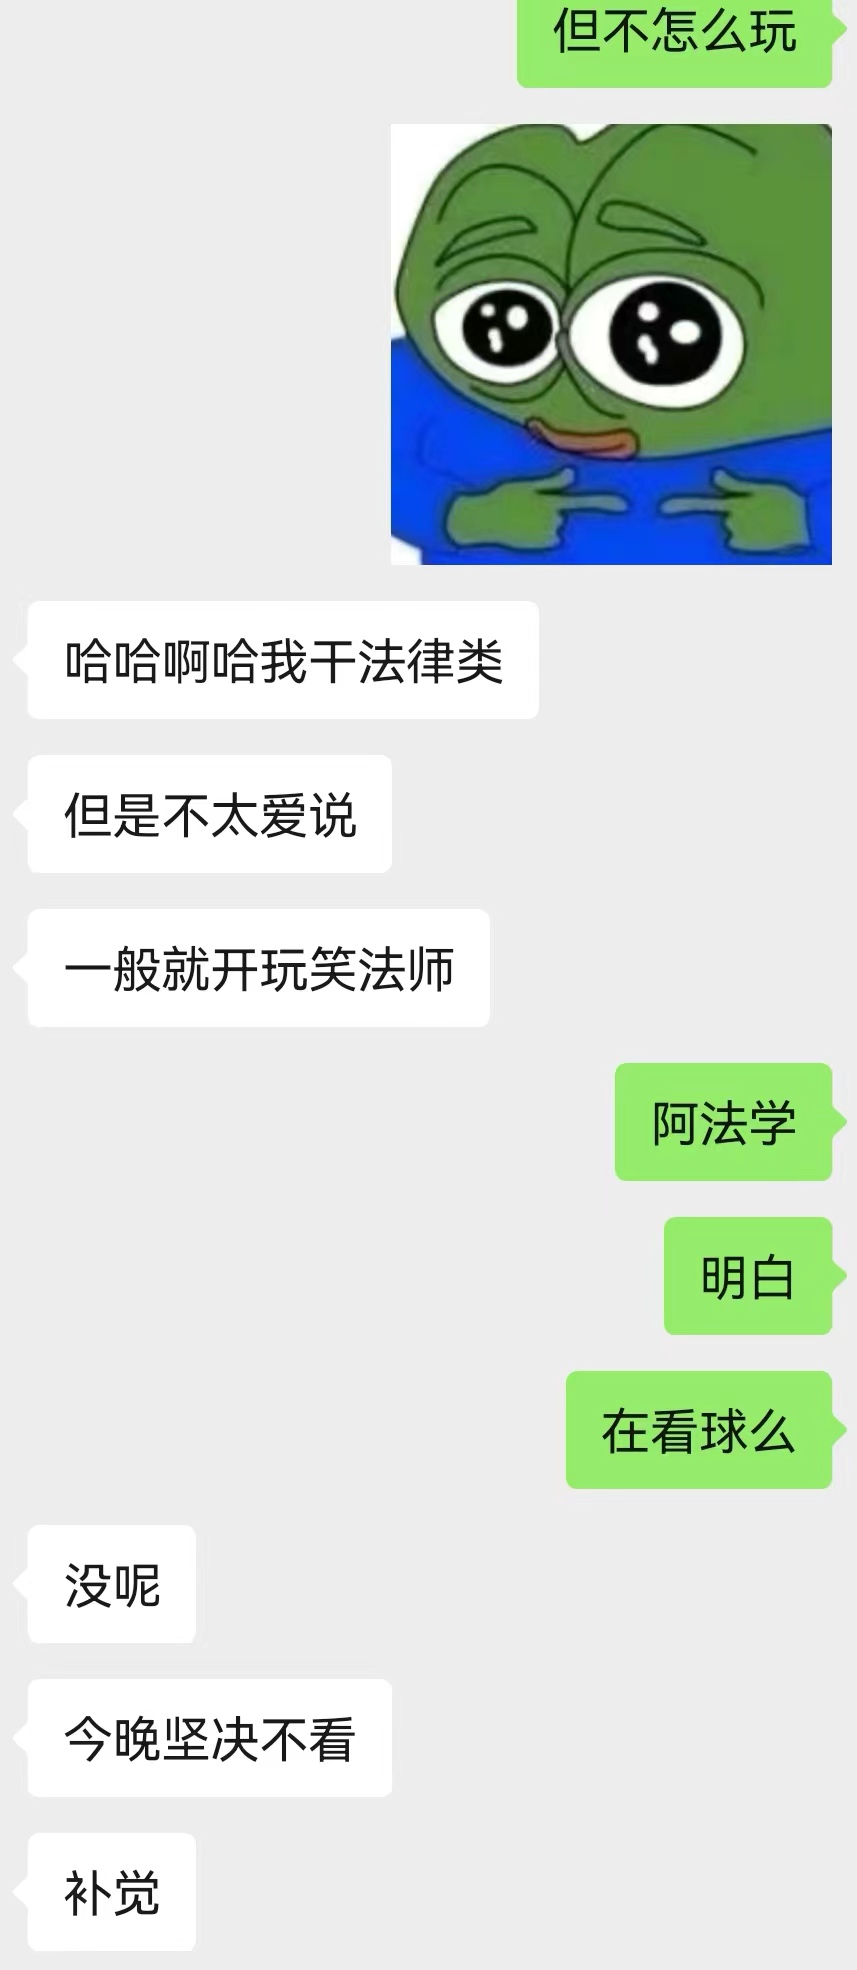 但不怎么玩
哈哈啊哈我干法律类
但是不太爱说
一般就开玩笑法师
阿法学
明白
在看球么
没呢
今晚坚决不看
补觉